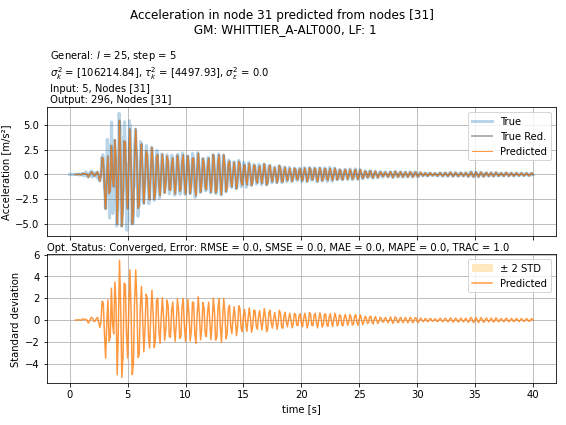 Acceleration in node 31 predicted from nodes [31]
GM: WHITTIER_A-ALT000, LF: 1
General: l = 25, step = 5
σ²ₖ = [106214.84], τ²ₖ = [4497.93], σ²ε = 0.0
Input: 5, Nodes [31]
Output: 296, Nodes [31]
Acceleration [m/s²]
5.0
2.5
0.0
−2.5
−5.0
True
True Red.
Predicted
Opt. Status: Converged, Error: RMSE = 0.0, SMSE = 0.0, MAE = 0.0, MAPE = 0.0, TRAC = 1.0
Standard deviation
6
4
2
0
−2
−4
± 2 STD
Predicted
0 5 10 15 20 25 30 35 40
time [s]